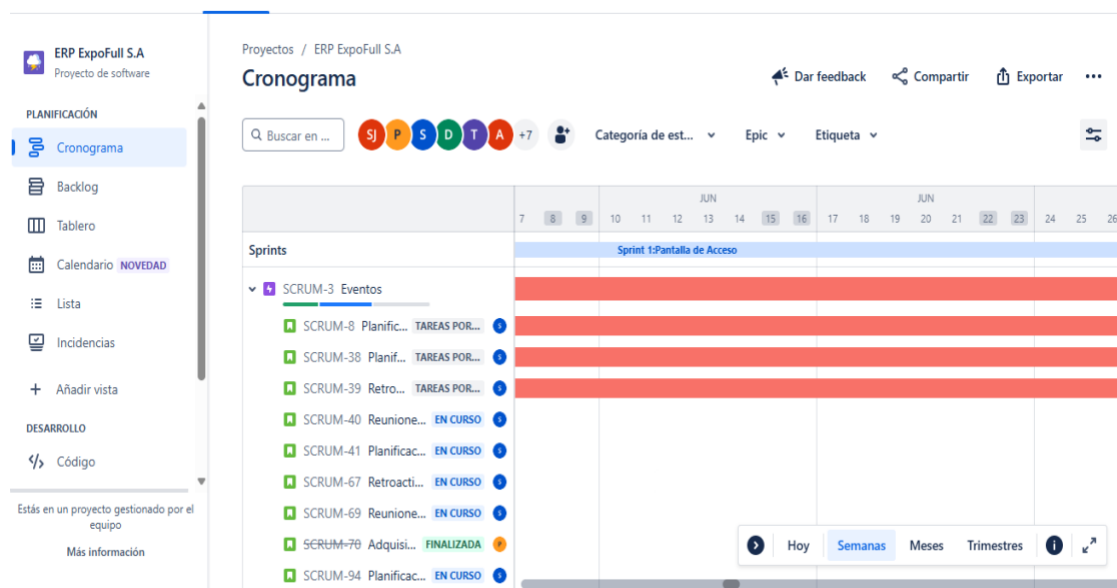 ERP ExpoFull S.A
Proyecto de software
PLANIFICACIÓN
Cronograma
Backlog
Tablero
Calendario NOVEDAD
Lista
Incidencias
+ Añadir vista
DESARROLLO
Código
Estás en un proyecto gestionado por el
equipo
Más información
Proyectos / ERP ExpoFull S.A
Cronograma
Dar feedback Compartir Exportar
Buscar en ... SJ P S D T A +7 Categoría de est... Epic Etiqueta
JUN JUN
7 8 9 10 11 12 13 14 15 16 17 18 19 20 21 22 23 24 25 26
Sprints Sprint 1:Pantalla de Acceso
SCRUM-3 Eventos
SCRUM-8 Planific... TAREAS POR... S
SCRUM-38 Planif... TAREAS POR... S
SCRUM-39 Retro... TAREAS POR... S
SCRUM-40 Reunione... EN CURSO S
SCRUM-41 Planificac... EN CURSO S
SCRUM-67 Retroacti... EN CURSO S
SCRUM-69 Reunione... EN CURSO S
SCRUM-70 Adquisi... FINALIZADA P
SCRUM-94 Planificac... EN CURSO S
Hoy Semanas Meses Trimestres